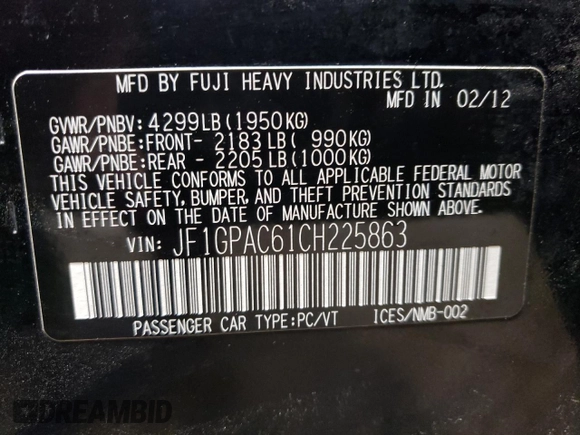 MFD BY FUJI HEAVY INDUSTRIES LTD.
MFD IN 02/12
GVWR/PNBV: 4299LB(1950KG)
GAWR/PNBE:FRONT- 2183LB( 990KG)
GAWR/PNBE:REAR - 2205LB(1000KG)
THIS VEHICLE CONFORMS TO ALL APPLICABLE FEDERAL MOTOR
VEHICLE SAFETY, BUMPER, AND THEFT PREVENTION STANDARDS
IN EFFECT ON THE DATE OF MANUFACTURE SHOWN ABOVE.
VIN: JF1GPAC61CH225863
PASSENGER CAR TYPE:PC/VT ICES/NMB-002
DREAMBID